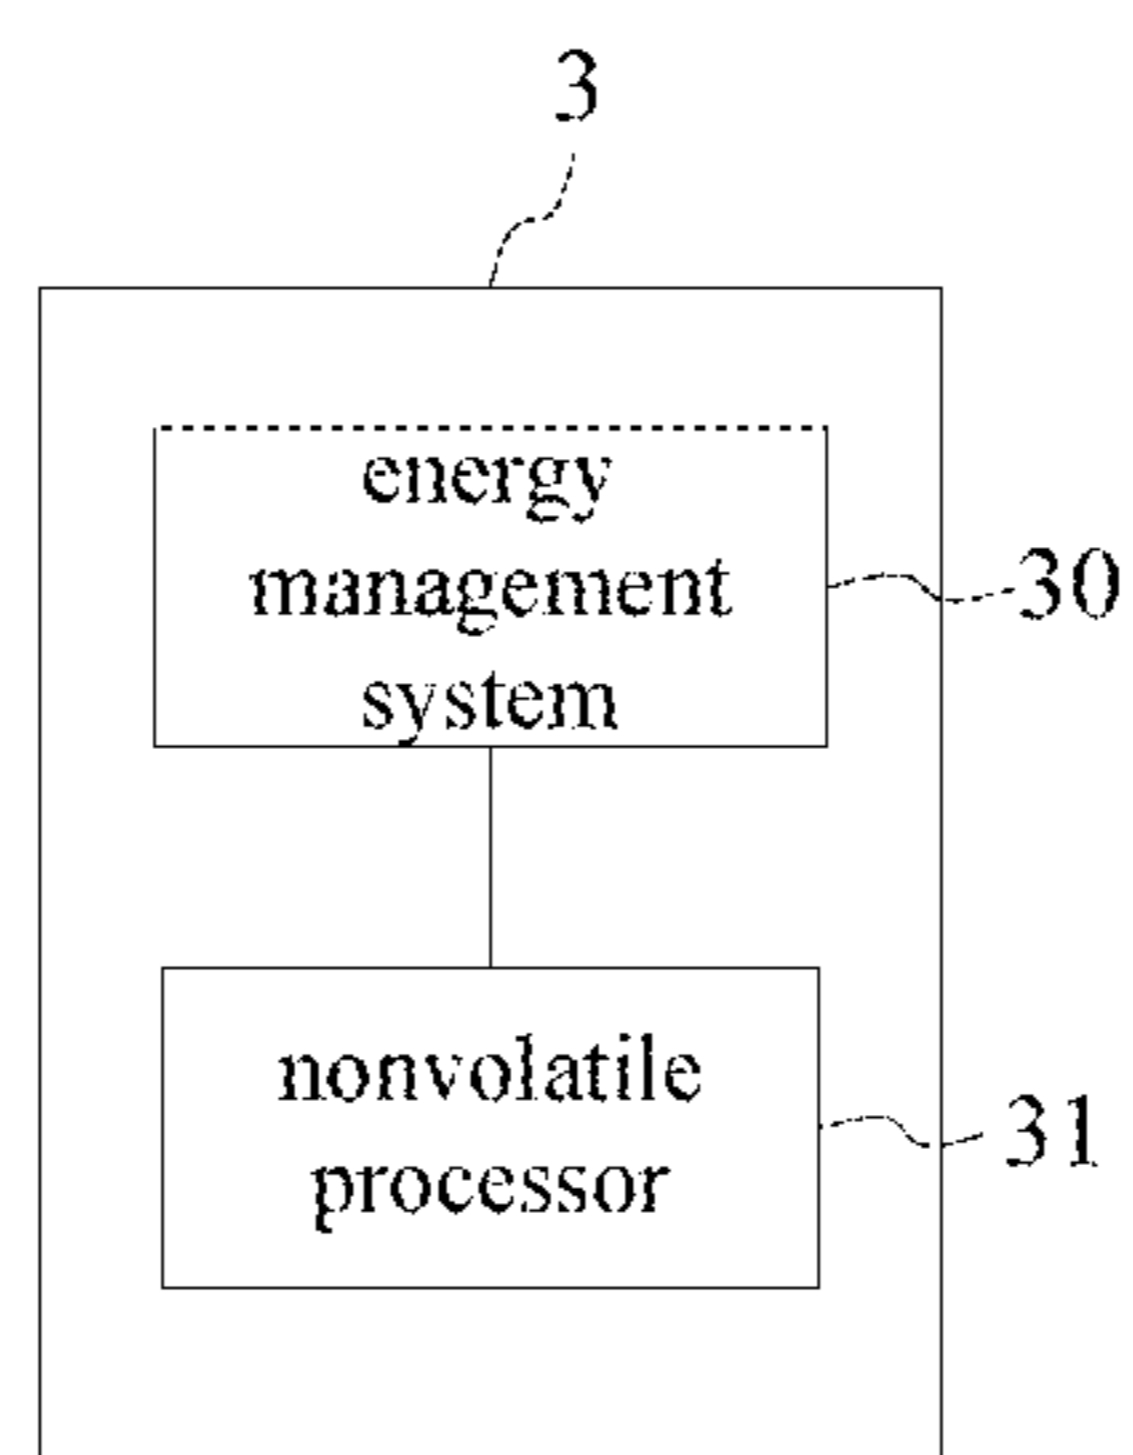 3
energy
management
system
30
nonvolatile
processor
31